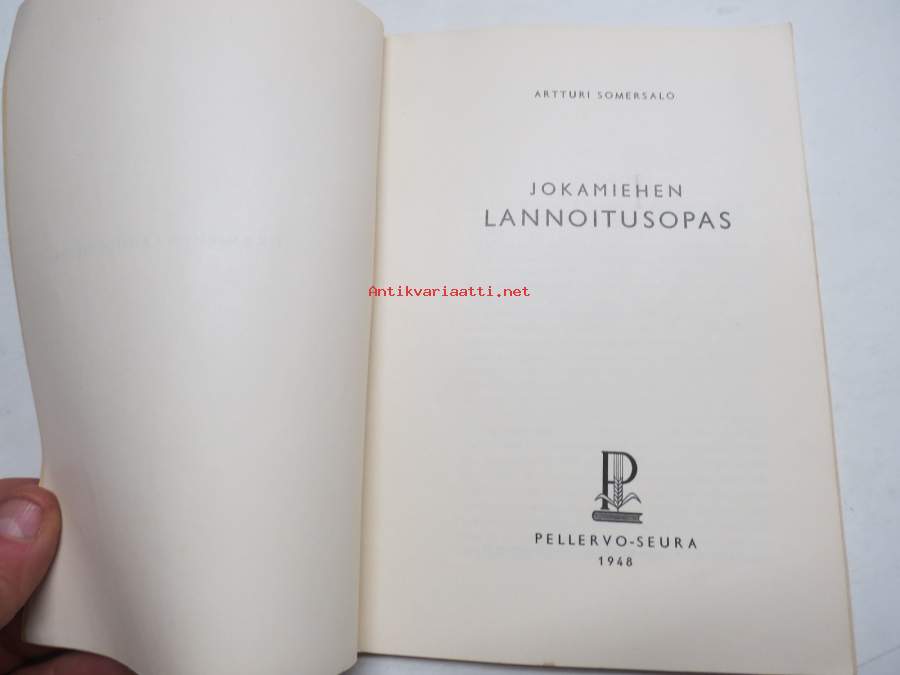 ARTTURI SOMERSALO
JOKAMIEHEN
LANNOITUSOPAS
Antikvariaatti.net
P
PELLERVO-SEURA
1948